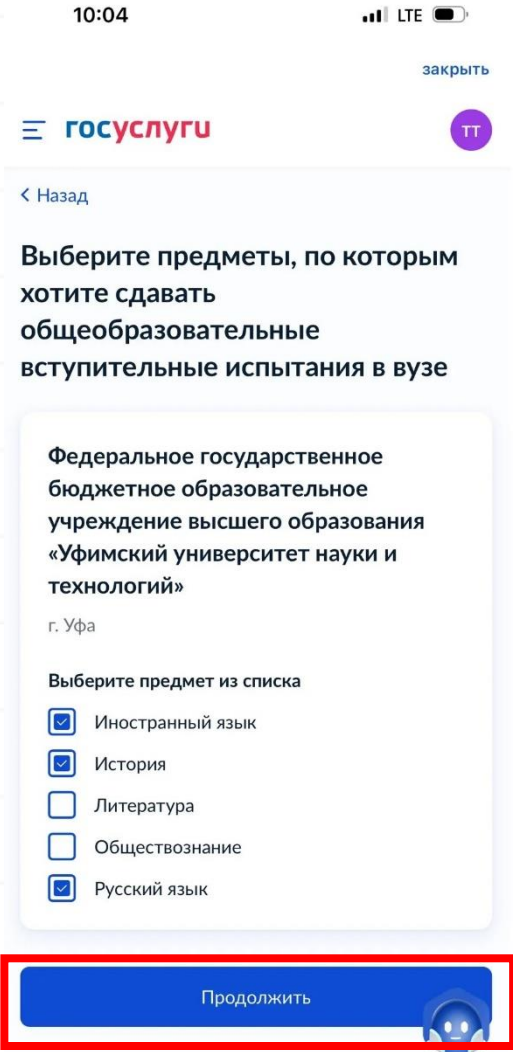 10:04
LTE
закрыть
госуслуги
ТТ
Назад
Выберите предметы, по которым
хотите сдавать
общеобразовательные
вступительные испытания в вузе
Федеральное государственное
бюджетное образовательное
учреждение высшего образования
«Уфимский университет науки и
технологий»
г. Уфа
Выберите предмет из списка
Иностранный язык
История
Литература
Обществознание
Русский язык
Продолжить